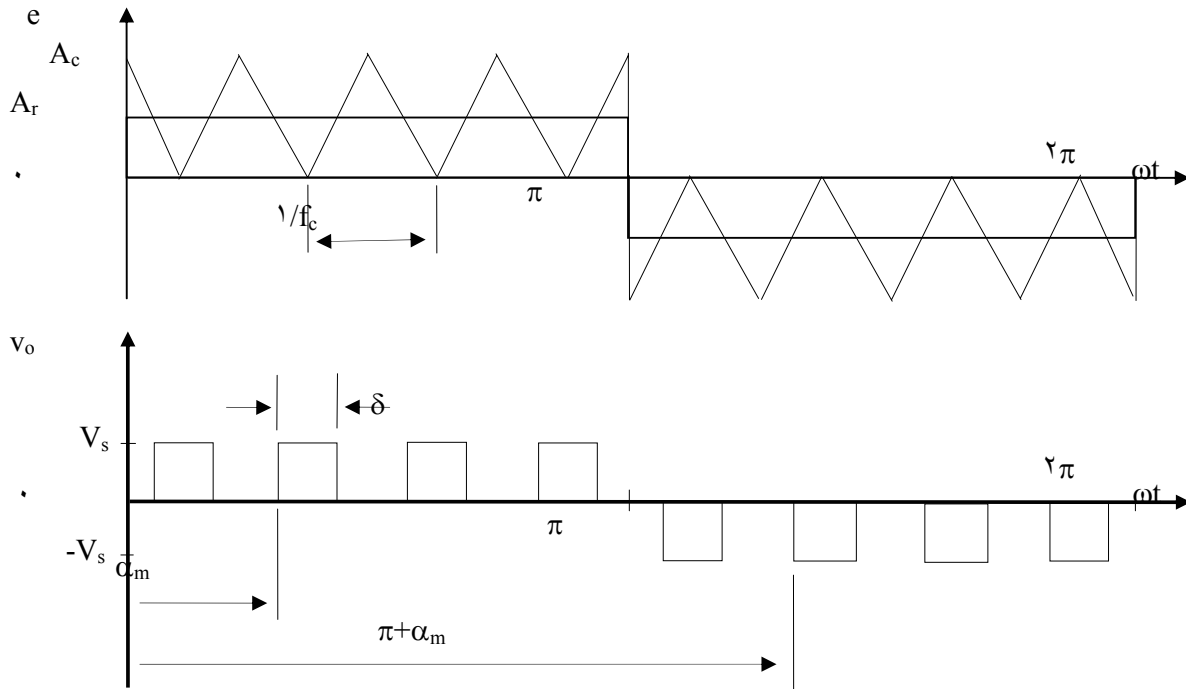 e
A_c
A_r
٠
٢π
ωt
π
١/f_c
v_o
δ
V_s
٠
٢π
ωt
π
-V_s
α_m
π+α_m